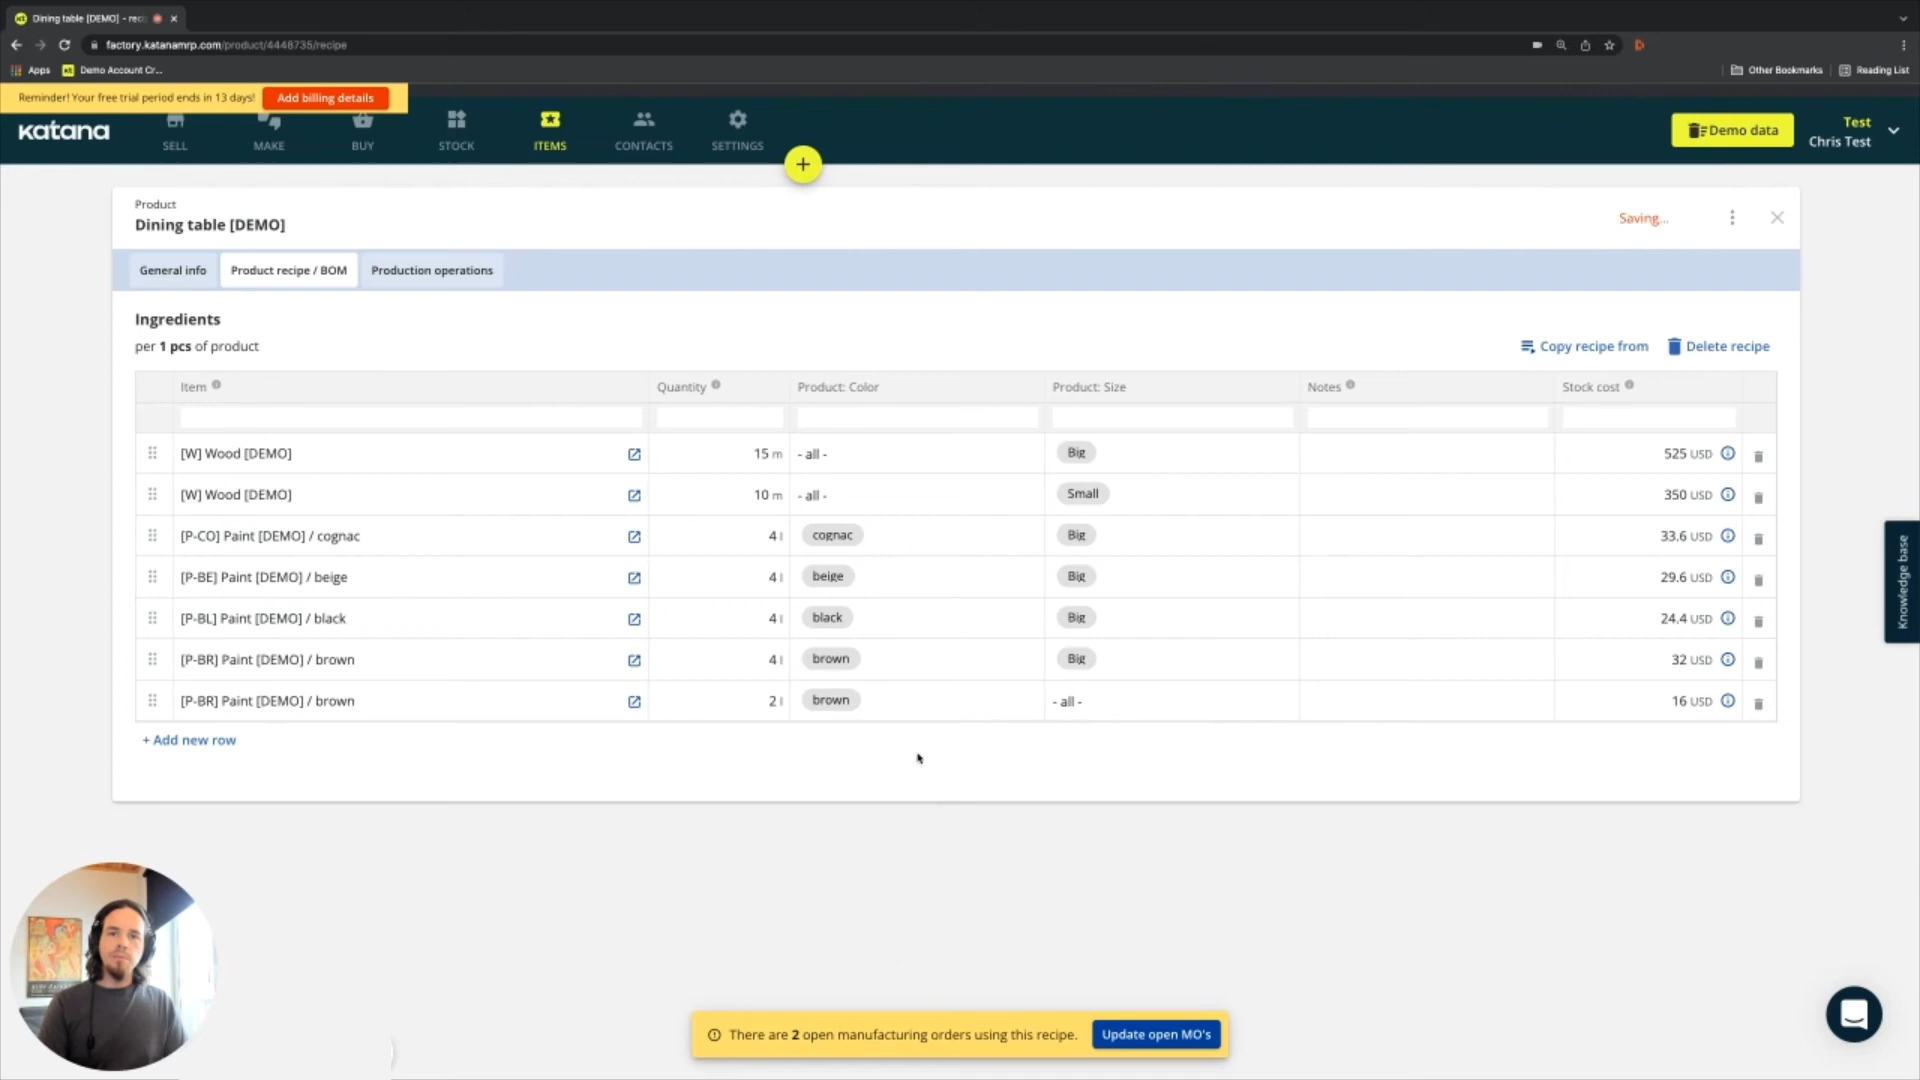 Dining table [DEMO] - reci
factory.katanamrp.com/product/4448735/recipe
Apps
Demo Account Cr...
Other Bookmarks
Reading List
Reminder! Your free trial period ends in 13 days!
Add billing details
katana
SELL
MAKE
BUY
STOCK
ITEMS
CONTACTS
SETTINGS
+
Demo data
Test
Chris Test
Product
Dining table [DEMO]
Saving...
General info
Product recipe / BOM
Production operations
Ingredients
per 1 pcs of product
Copy recipe from
Delete recipe
Item Quantity Product: Color Product: Size Notes Stock cost
[W] Wood [DEMO] 15 m - all - Big 525 USD
[W] Wood [DEMO] 10 m - all - Small 350 USD
[P-CO] Paint [DEMO] / cognac 4 l cognac Big 33.6 USD
[P-BE] Paint [DEMO] / beige 4 l beige Big 29.6 USD
[P-BL] Paint [DEMO] / black 4 l black Big 24.4 USD
[P-BR] Paint [DEMO] / brown 4 l brown Big 32 USD
[P-BR] Paint [DEMO] / brown 2 l brown - all - 16 USD
+ Add new row
Knowledge base
There are 2 open manufacturing orders using this recipe.
Update open MO's